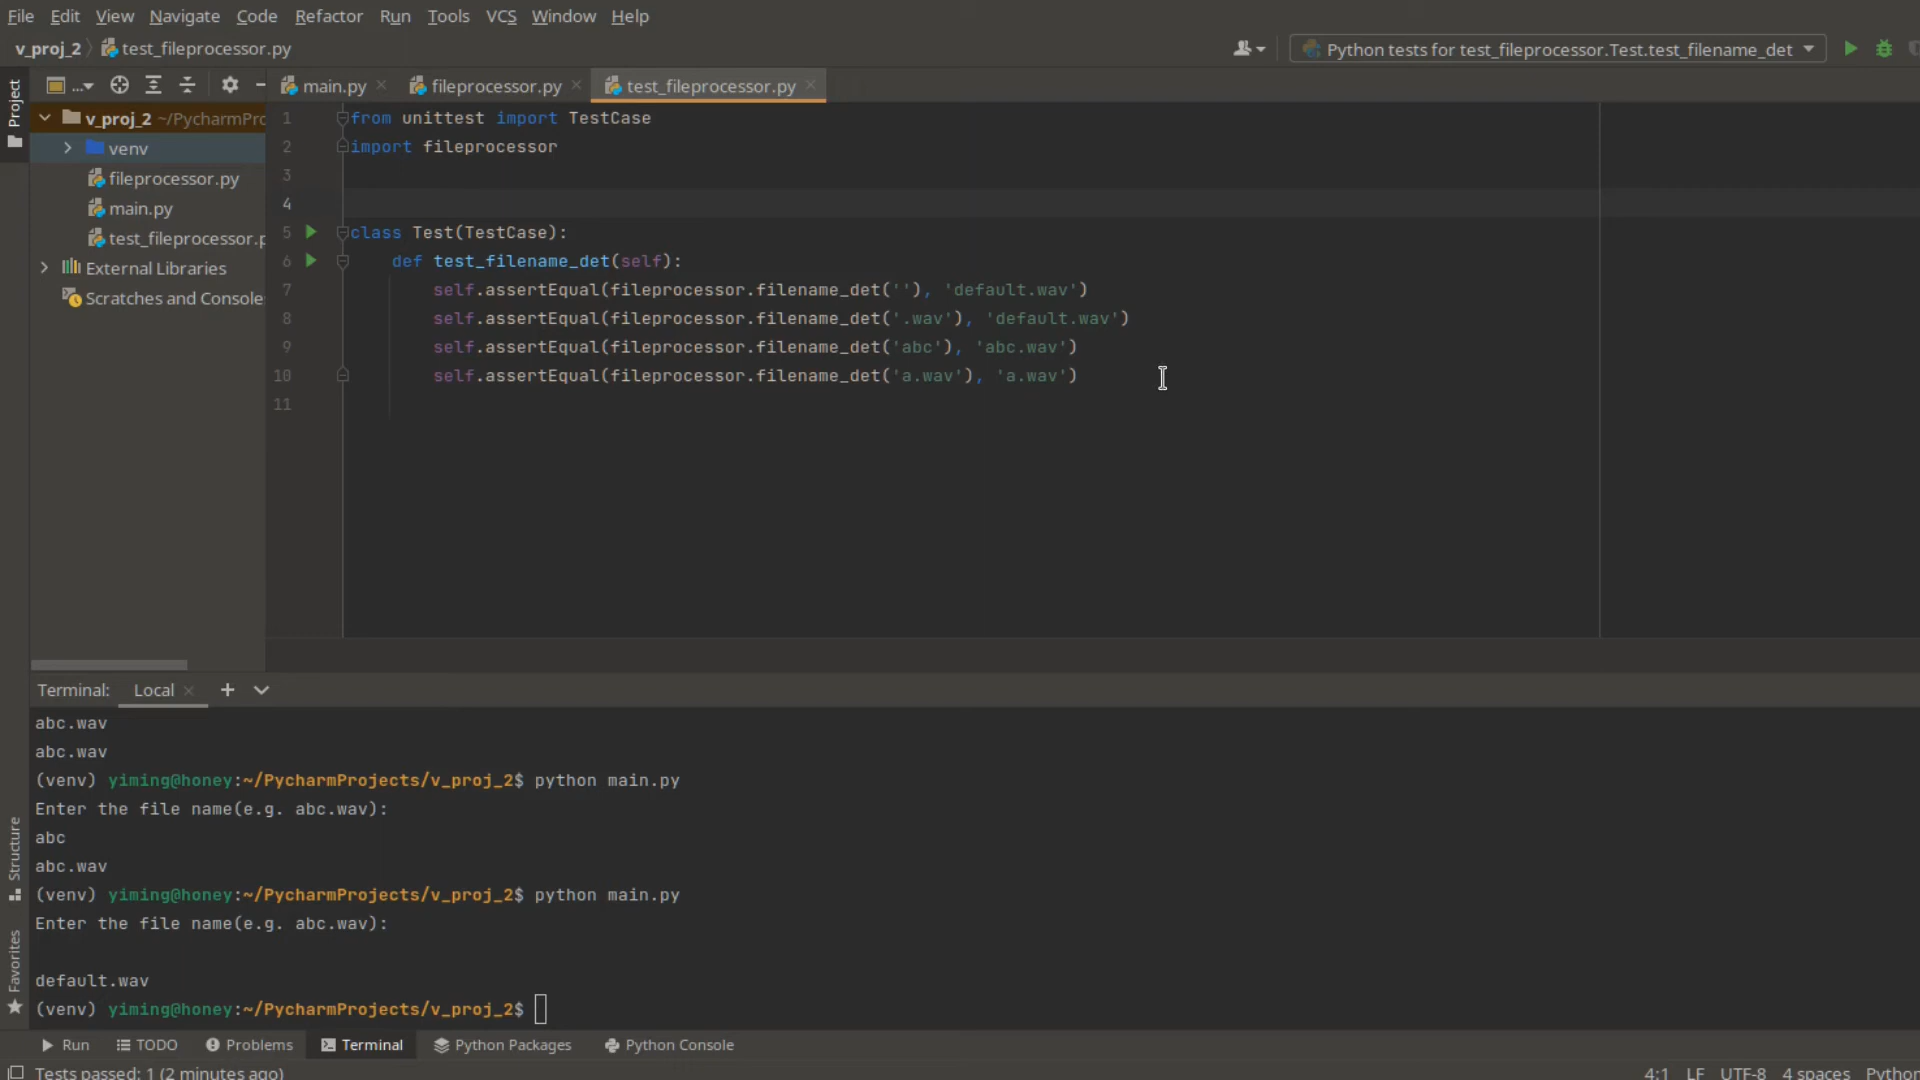 File Edit View Navigate Code Refactor Run Tools VCS Window Help
v_proj_2 test_fileprocessor.py
Python tests for test_fileprocessor.Test.test_filename_det
Project
...
main.py
fileprocessor.py
test_fileprocessor.py
v_proj_2 ~/PycharmPro
venv
fileprocessor.py
main.py
test_fileprocessor.p
External Libraries
Scratches and Console
1 from unittest import TestCase
2 import fileprocessor
3
4
5 class Test(TestCase):
6 def test_filename_det(self):
7 self.assertEqual(fileprocessor.filename_det(''), 'default.wav')
8 self.assertEqual(fileprocessor.filename_det('.wav'), 'default.wav')
9 self.assertEqual(fileprocessor.filename_det('abc'), 'abc.wav')
10 self.assertEqual(fileprocessor.filename_det('a.wav'), 'a.wav')
11
Terminal: Local
abc.wav
abc.wav
(venv) yiming@honey:~/PycharmProjects/v_proj_2$ python main.py
Enter the file name(e.g. abc.wav):
abc
abc.wav
(venv) yiming@honey:~/PycharmProjects/v_proj_2$ python main.py
Enter the file name(e.g. abc.wav):
default.wav
(venv) yiming@honey:~/PycharmProjects/v_proj_2$
Structure
Favorites
Run TODO Problems Terminal Python Packages Python Console
Tests passed: 1 (2 minutes ago)
4:1 LF UTF-8 4 spaces Python